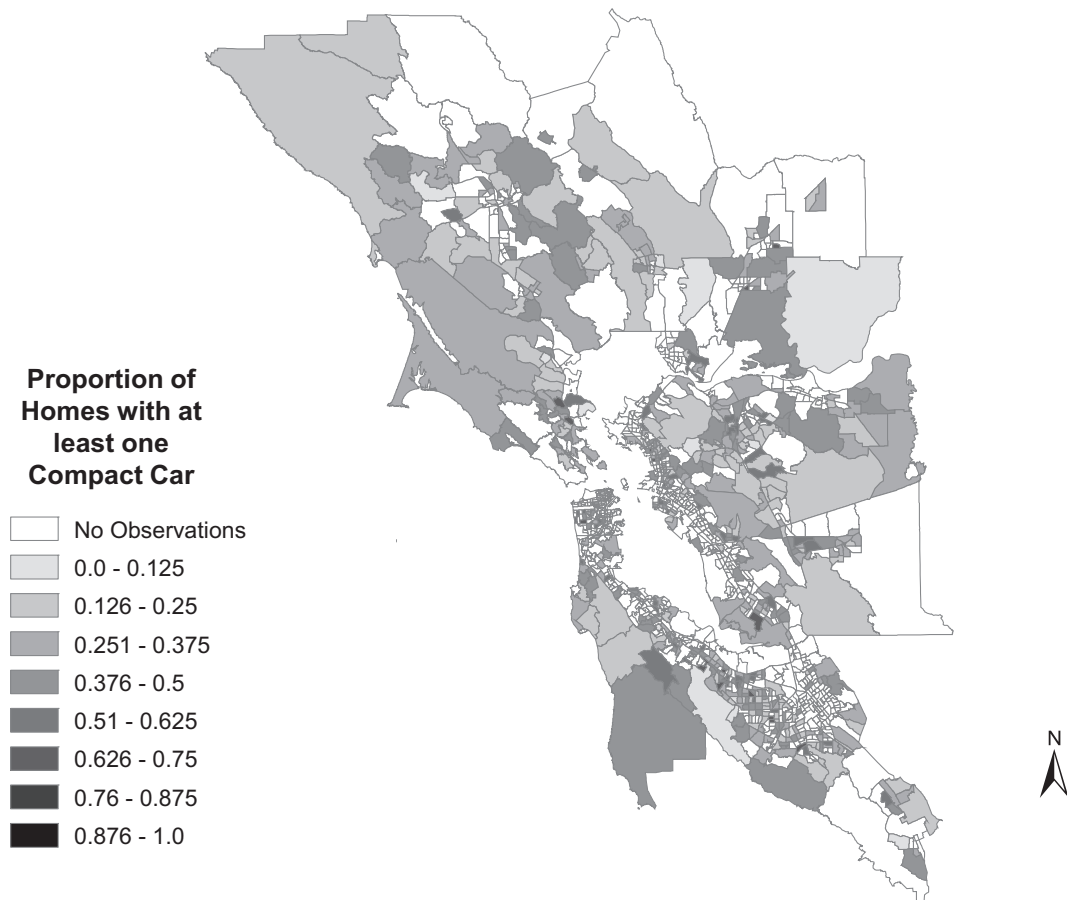 Proportion of
Homes with at
least one
Compact Car
No Observations
0.0 - 0.125
0.126 - 0.25
0.251 - 0.375
0.376 - 0.5
0.51 - 0.625
0.626 - 0.75
0.76 - 0.875
0.876 - 1.0
N